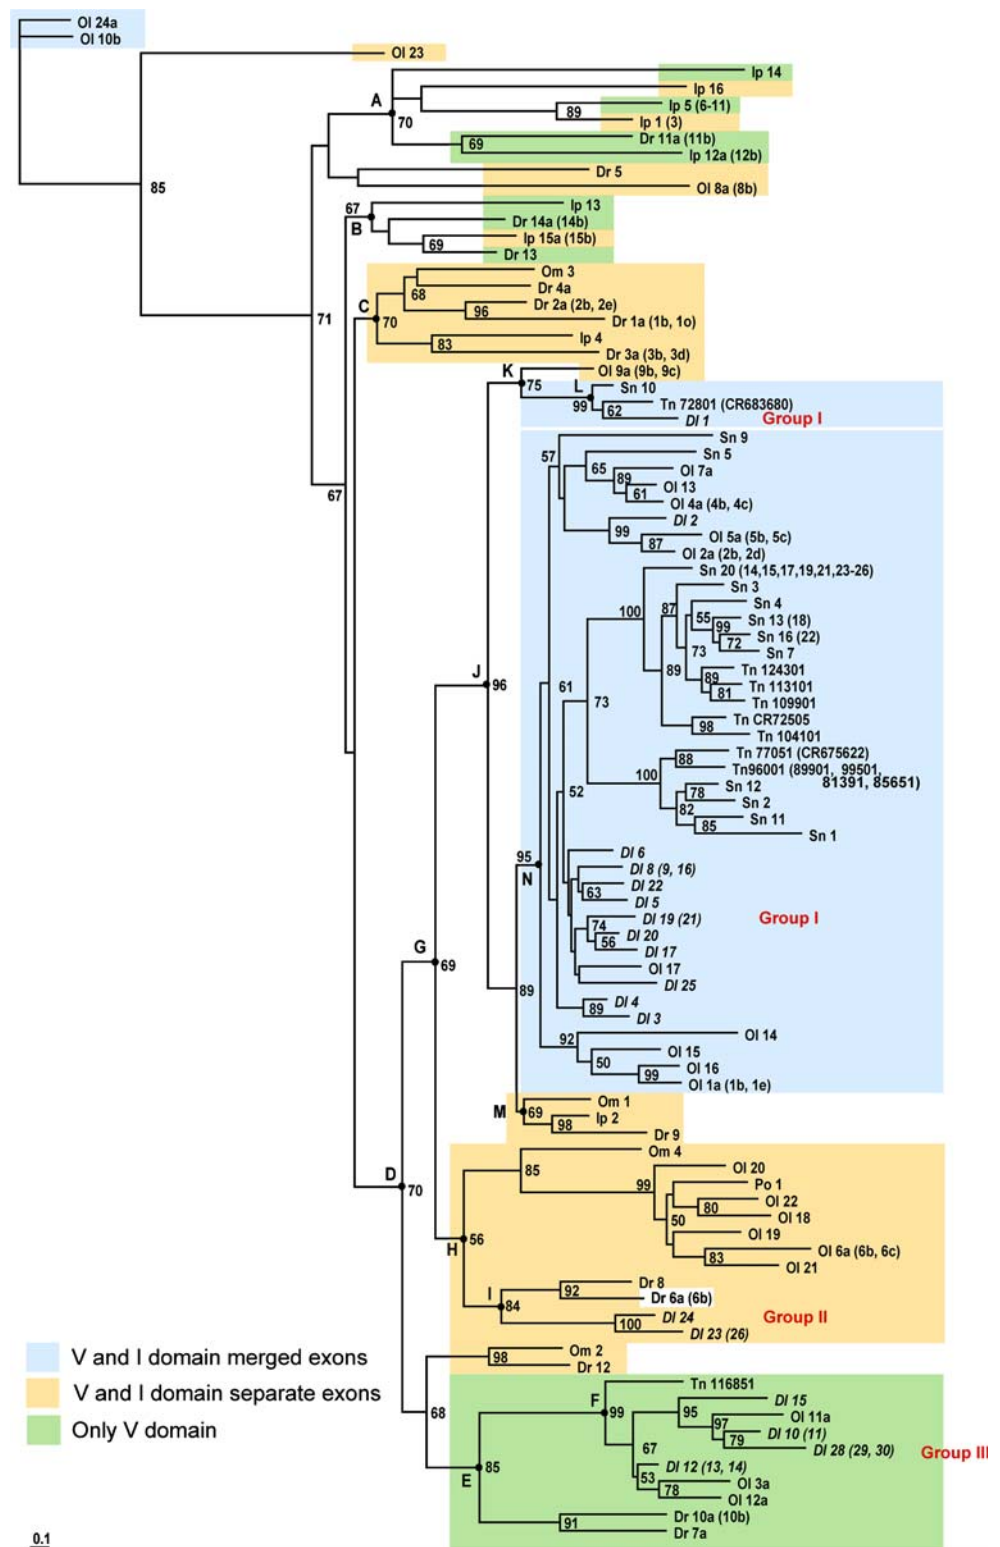 Ol 24a
Ol 10b
Ol 23
Ip 14
Ip 16
A
Ip 5 (6-11)
89
70
Ip 1 (3)
Dr 11a (11b)
69
Ip 12a (12b)
Dr 5
85
Ol 8a (8b)
67
Ip 13
B
Dr 14a (14b)
Ip 15a (15b)
69
Dr 13
Om 3
Dr 4a
68
C
Dr 2a (2b, 2e)
96
71
70
Dr 1a (1b, 1o)
Ip 4
83
Dr 3a (3b, 3d)
K
Ol 9a (9b, 9c)
75
L
Sn 10
99
Tn 72801 (CR683680)
62
Dl 1
Group I
Sn 9
57
Sn 5
65
Ol 7a
89
Ol 13
67
61
Ol 4a (4b, 4c)
Dl 2
99
Ol 5a (5b, 5c)
87
Ol 2a (2b, 2d)
Sn 20 (14,15,17,19,21,23-26)
Sn 3
100
87
Sn 4
55
Sn 13 (18)
99
Sn 16 (22)
72
73
Sn 7
J
89
Tn 124301
89
96
61
Tn 113101
81
73
Tn 109901
Tn CR72505
98
Tn 104101
Tn 77051 (CR675622)
88
100
Tn96001 (89901, 99501,
81391, 85651)
52
Sn 12
78
Sn 2
82
Sn 11
85
Sn 1
95
Dl 6
N
Dl 8 (9, 16)
Dl 22
63
Dl 5
Dl 19 (21)
Group I
74
Dl 20
56
Dl 17
G
69
Ol 17
Dl 25
89
Dl 4
89
Dl 3
92
Ol 14
Ol 15
50
Ol 16
99
Ol 1a (1b, 1e)
M
Om 1
69
Ip 2
98
Dr 9
Om 4
D
85
Ol 20
70
99
Po 1
Ol 22
80
50
Ol 18
Ol 19
H
56
Ol 6a (6b, 6c)
83
Ol 21
I
Dr 8
92
Dr 6a (6b)
84
Dl 24
Group II
100
Dl 23 (26)
V and I domain merged exons
Om 2
98
Dr 12
V and I domain separate exons
Tn 116851
F
Dl 15
68
99
95
Ol 11a
Only V domain
97
Dl 10 (11)
79
67
Dl 28 (29, 30)
Group III
85
Dl 12 (13, 14)
E
53
Ol 3a
78
Ol 12a
Dr 10a (10b)
91
Dr 7a
0.1